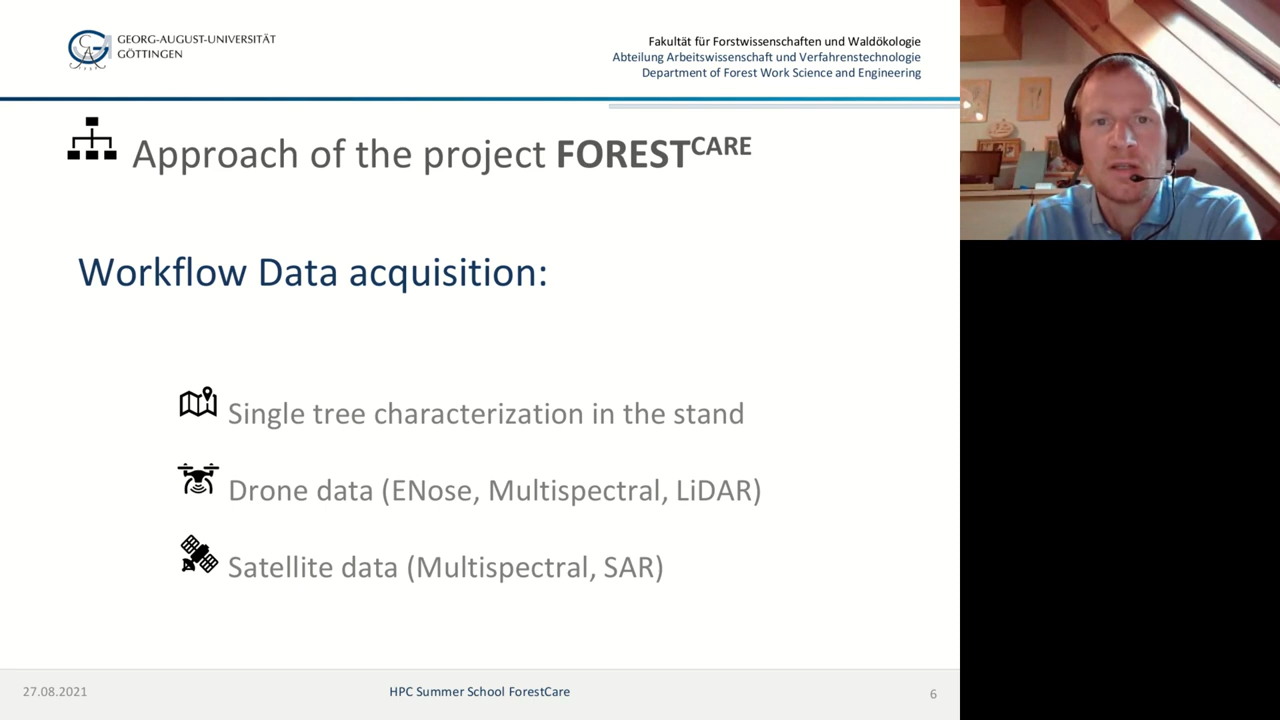 GEORG-AUGUST-UNIVERSITÄT
GÖTTINGEN
Fakultät für Forstwissenschaften und Waldökologie
Abteilung Arbeitswissenschaft und Verfahrenstechnologie
Department of Forest Work Science and Engineering
Approach of the project FORESTCARE
Workflow Data acquisition:
Single tree characterization in the stand
Drone data (ENose, Multispectral, LiDAR)
Satellite data (Multispectral, SAR)
27.08.2021
HPC Summer School ForestCare
6